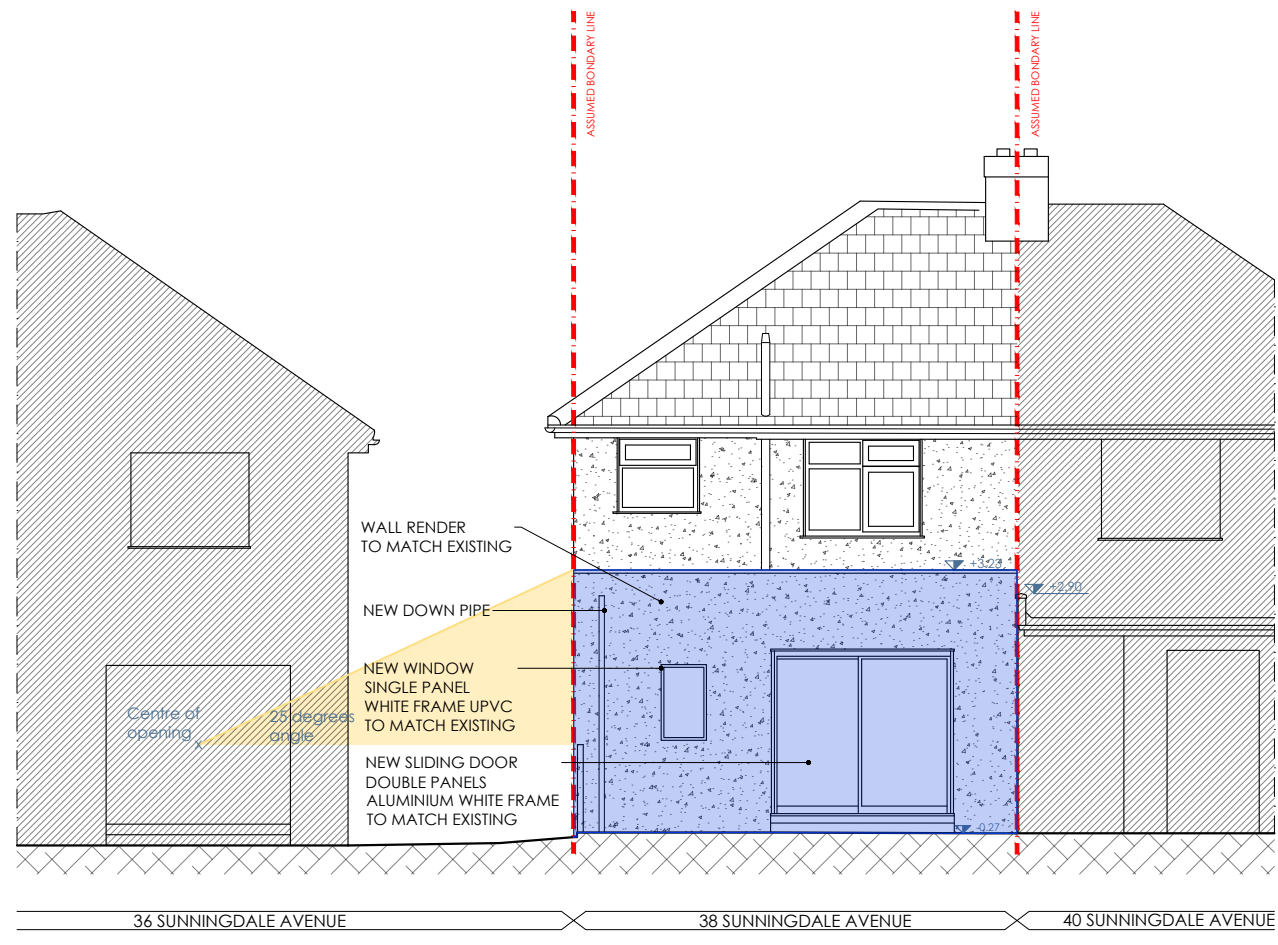 ASSUMED BONDARY LINE
ASSUMED BONDARY LINE
WALL RENDER
TO MATCH EXISTING
+3.23
+2.90
NEW DOWN PIPE
NEW WINDOW
SINGLE PANEL
WHITE FRAME UPVC
TO MATCH EXISTING
Centre of
opening
x
25 degrees
angle
NEW SLIDING DOOR
DOUBLE PANELS
ALUMINIUM WHITE FRAME
TO MATCH EXISTING
-0.27
36 SUNNINGDALE AVENUE
38 SUNNINGDALE AVENUE
40 SUNNINGDALE AVENUE